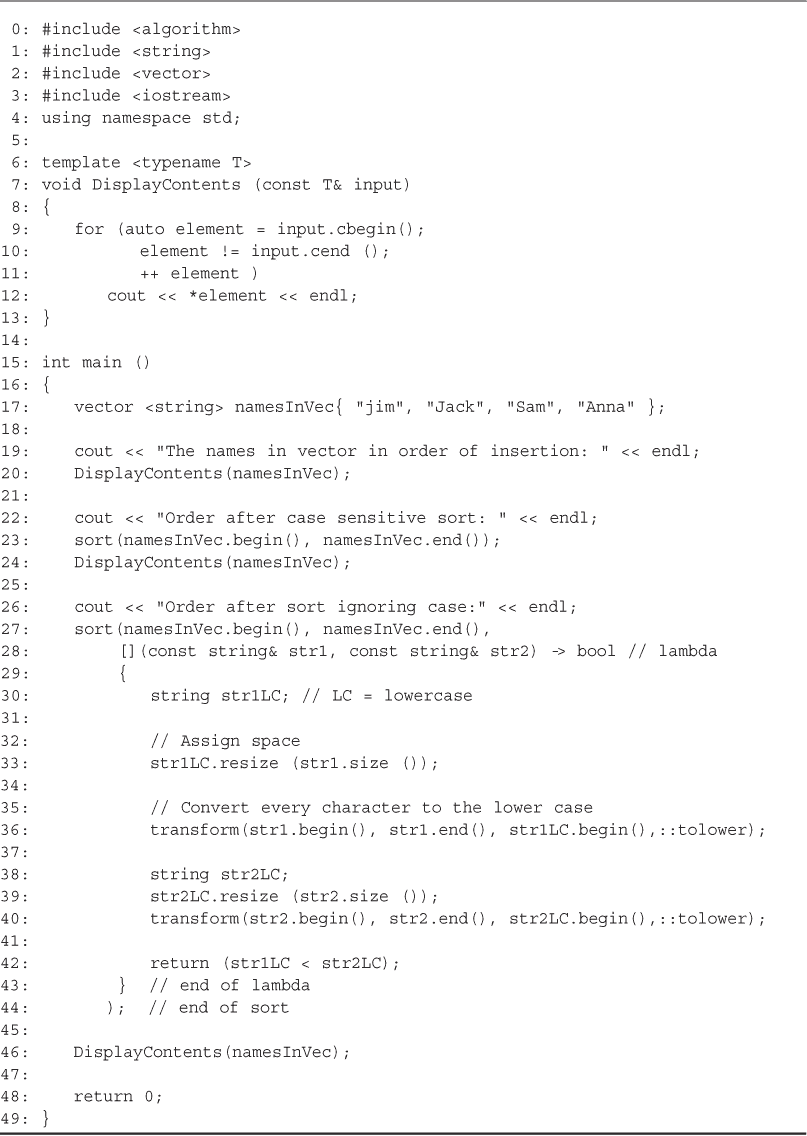 0: #include <algorithm>
1: #include <string>
2: #include <vector>
3: #include <iostream>
4: using namespace std;
5:
6: template <typename T>
7: void DisplayContents (const T& input)
8: {
9:    for (auto element = input.cbegin();
10:          element != input.cend ();
11:          ++ element )
12:       cout << *element << endl;
13: }
14:
15: int main ()
16: {
17:    vector <string> namesInVec{ "jim", "Jack", "Sam", "Anna" };
18:
19:    cout << "The names in vector in order of insertion: " << endl;
20:    DisplayContents(namesInVec);
21:
22:    cout << "Order after case sensitive sort: " << endl;
23:    sort(namesInVec.begin(), namesInVec.end());
24:    DisplayContents(namesInVec);
25:
26:    cout << "Order after sort ignoring case:" << endl;
27:    sort(namesInVec.begin(), namesInVec.end(),
28:        [](const string& str1, const string& str2) -> bool // lambda
29:        {
30:           string str1LC; // LC = lowercase
31:
32:           // Assign space
33:           str1LC.resize (str1.size ());
34:
35:           // Convert every character to the lower case
36:           transform(str1.begin(), str1.end(), str1LC.begin(),::tolower);
37:
38:           string str2LC;
39:           str2LC.resize (str2.size ());
40:           transform(str2.begin(), str2.end(), str2LC.begin(),::tolower);
41:
42:           return (str1LC < str2LC);
43:        }  // end of lambda
44:       );  // end of sort
45:
46:    DisplayContents(namesInVec);
47:
48:    return 0;
49: }